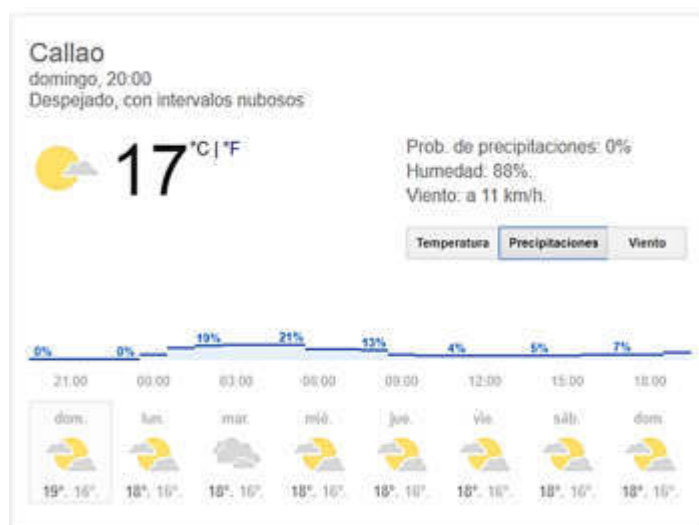 Callao
domingo, 20:00
Despejado, con intervalos nubosos
17 °C | °F
Prob. de precipitaciones: 0%
Humedad: 88%.
Viento: a 11 km/h.
Temperatura Precipitaciones Viento
0% 0% 19% 21% 13% 4% 5% 7%
21:00 00:00 03:00 06:00 09:00 12:00 15:00 18:00
dom. lun. mar. mié. jue. vie. sáb. dom.
19°. 16°. 18°. 16°. 18°. 16°. 18°. 16°. 18°. 16°. 18°. 16°. 18°. 16°. 18°. 16°.